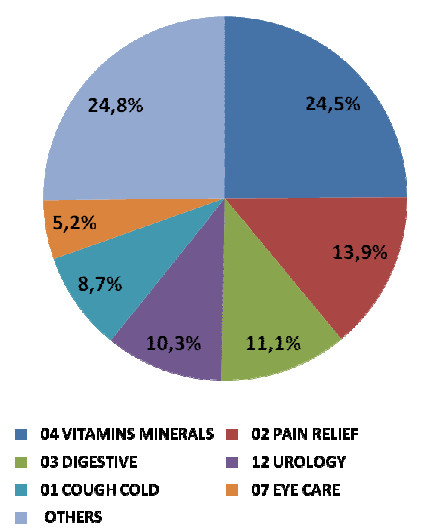 24,8%
24,5%
5,2%
13,9%
8,7%
10,3%
11,1%
04 VITAMINS MINERALS
02 PAIN RELIEF
03 DIGESTIVE
12 UROLOGY
01 COUGH COLD
07 EYE CARE
OTHERS